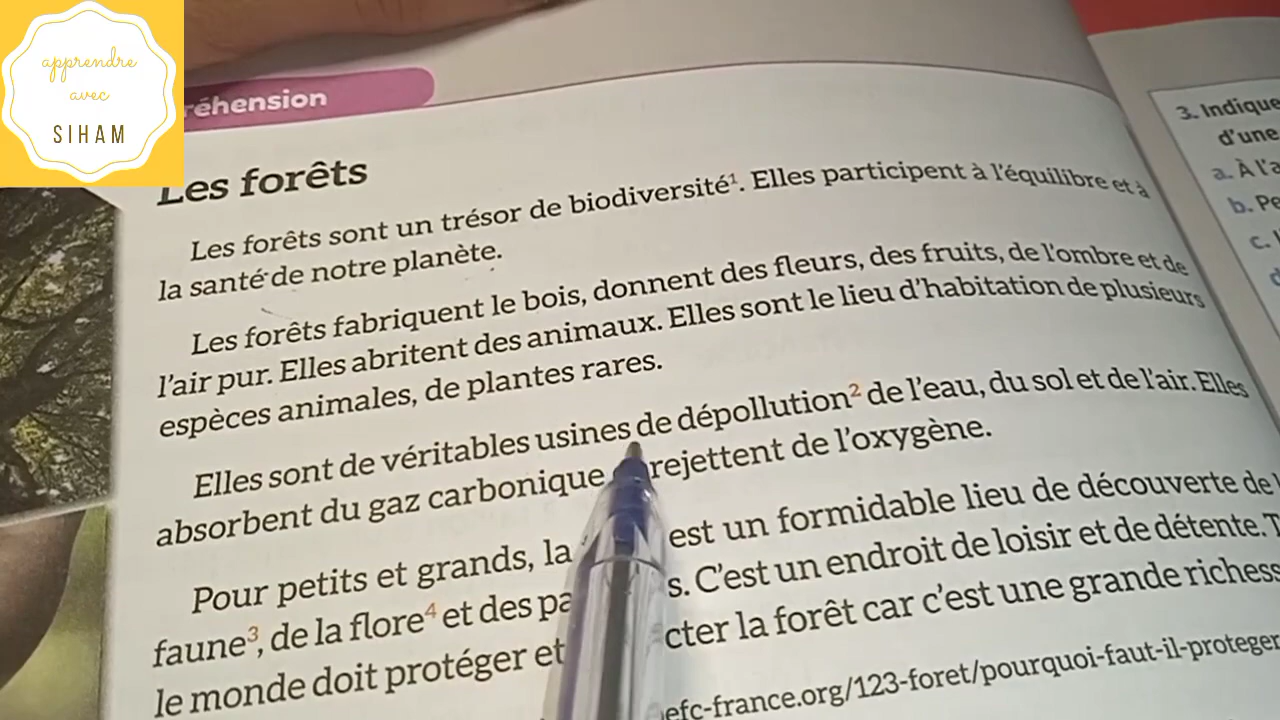 apprendre
avec
SIHAM
réhension
Les forêts
Les forêts sont un trésor de biodiversité¹. Elles participent à l'équilibre et à
la santé de notre planète.
Les forêts fabriquent le bois, donnent des fleurs, des fruits, de l'ombre et de
l'air pur. Elles abritent des animaux. Elles sont le lieu d'habitation de plusieurs
espèces animales, de plantes rares.
Elles sont de véritables usines de dépollution² de l'eau, du sol et de l'air. Elles
absorbent du gaz carbonique rejettent de l'oxygène.
Pour petits et grands, la est un formidable lieu de découverte de
faune³, de la flore⁴ et des s. C'est un endroit de loisir et de détente.
le monde doit protéger et cter la forêt car c'est une grande
efc-france.org/123-foret/pourquoi-faut-il-proteger
3. Indique
d'une
a. À l'a
b. Pe
c.